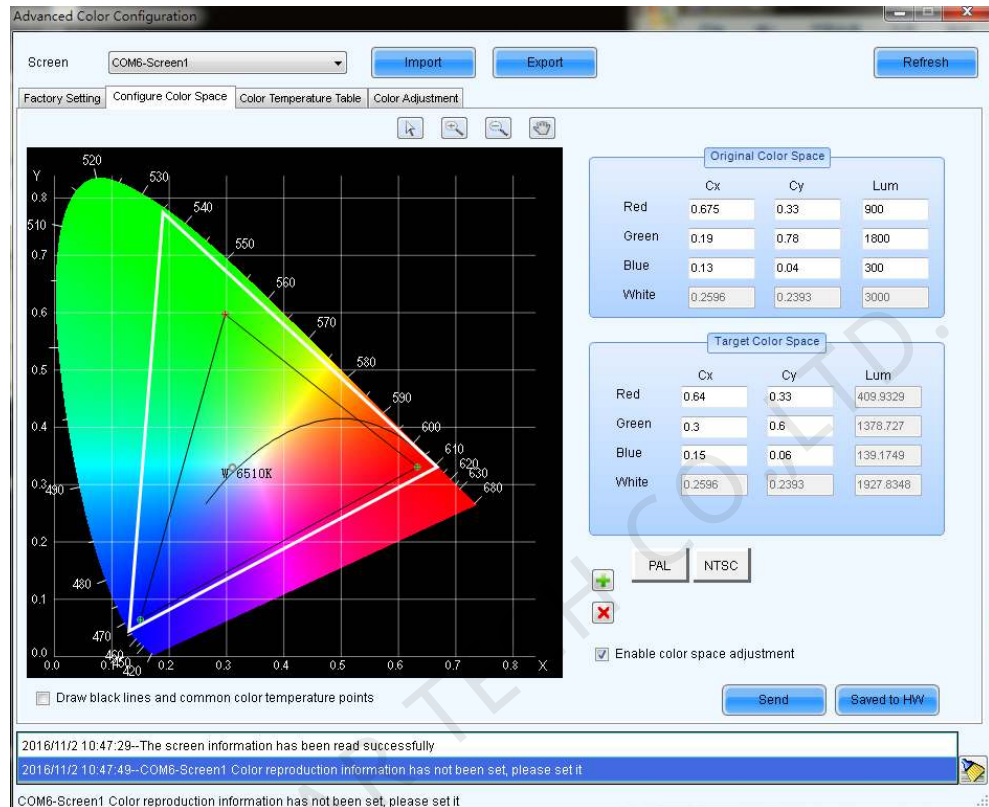 Advanced Color Configuration
Screen COM6-Screen1 Import Export Refresh
Factory Setting Configure Color Space Color Temperature Table Color Adjustment
Y
0.8
0.7
0.6
0.5
0.4
0.3
0.2
0.1
0.0
0.0 0.1 0.2 0.3 0.4 0.5 0.6 0.7 0.8 X
520
530
540
510
550
560
570
580
590
600
610
620
630
680
490
480
470
460
450
420
W 6510K
Original Color Space
Cx Cy Lum
Red 0.675 0.33 900
Green 0.19 0.78 1800
Blue 0.13 0.04 300
White 0.2596 0.2393 3000
Target Color Space
Cx Cy Lum
Red 0.64 0.33 409.9329
Green 0.3 0.6 1378.727
Blue 0.15 0.06 139.1749
White 0.2596 0.2393 1927.8348
PAL NTSC
Enable color space adjustment
Draw black lines and common color temperature points
Send Saved to HW
2016/11/2 10:47:29--The screen information has been read successfully
2016/11/2 10:47:49--COM6-Screen1 Color reproduction information has not been set, please set it
COM6-Screen1 Color reproduction information has not been set, please set it
AR TECH CO.,LTD.